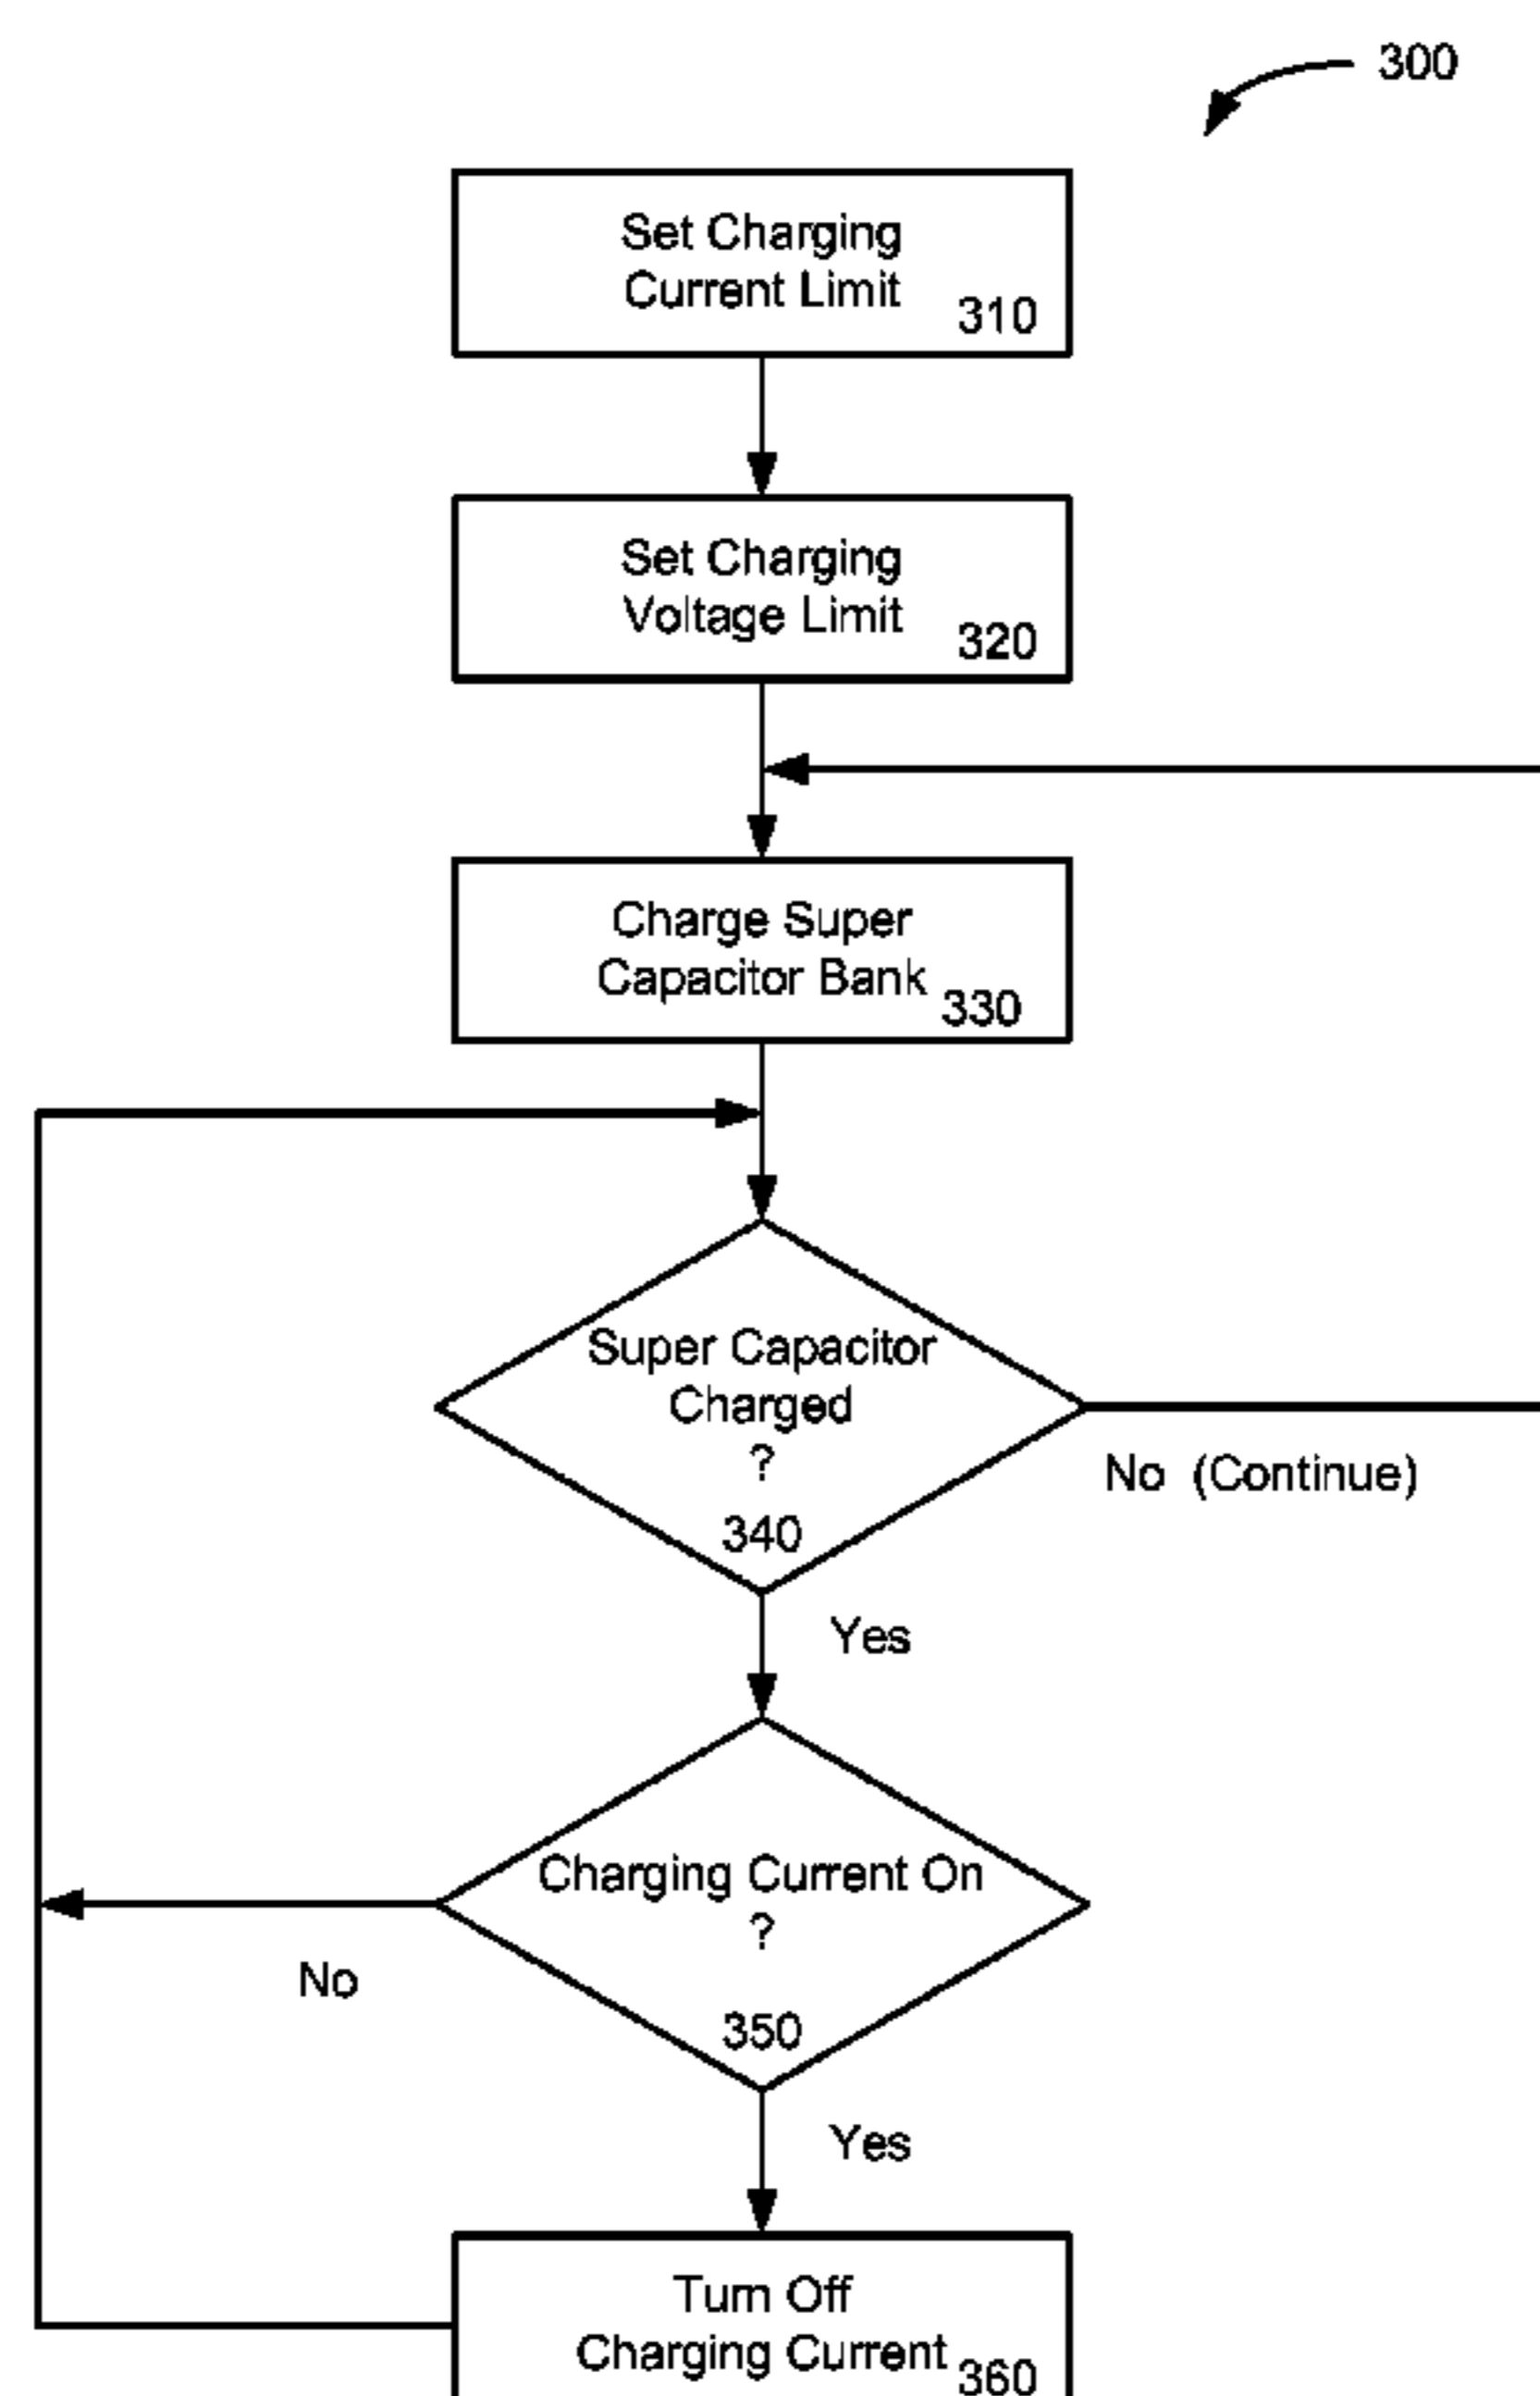 300
Set Charging
Current Limit
310
Set Charging
Voltage Limit
320
Charge Super
Capacitor Bank
330
Super Capacitor
Charged
?
340
No (Continue)
Yes
Charging Current On
?
350
No
Yes
Turn Off
Charging Current
360